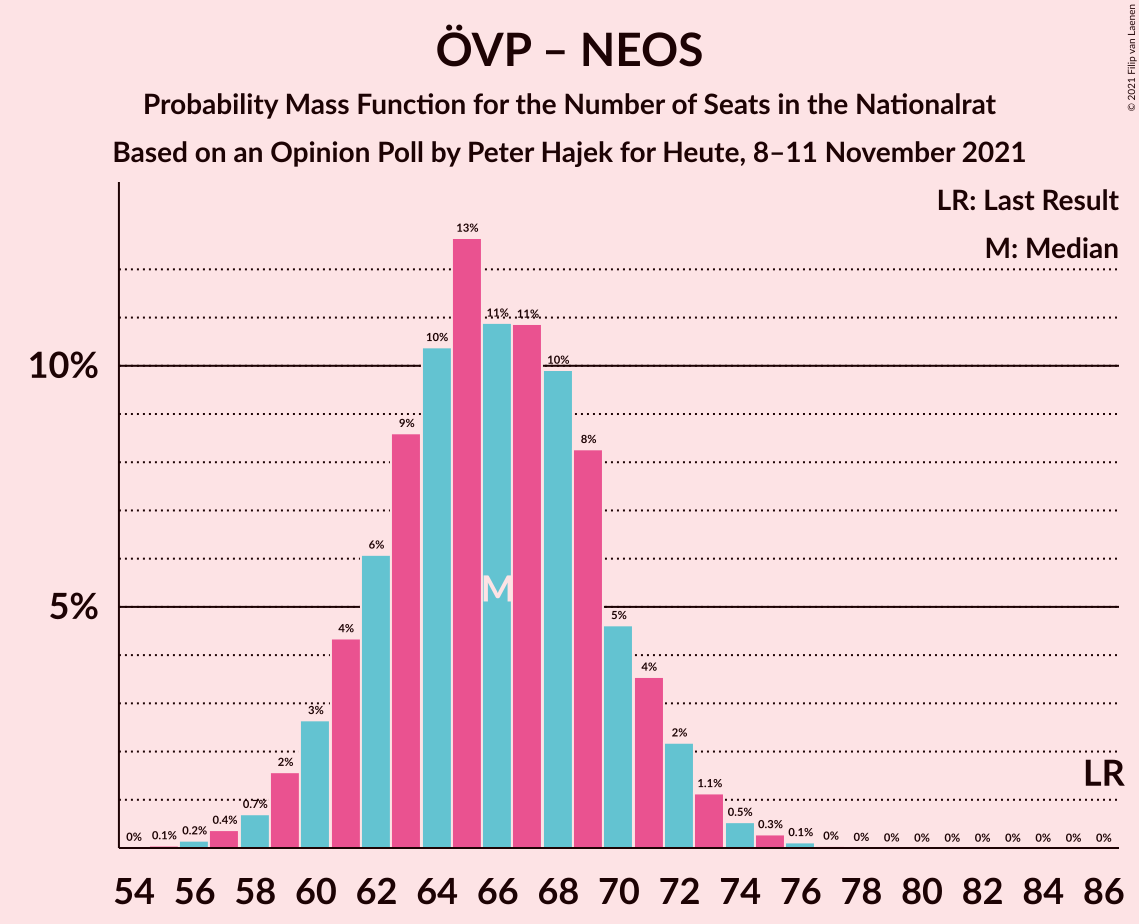 ÖVP – NEOS
Probability Mass Function for the Number of Seats in the Nationalrat
Based on an Opinion Poll by Peter Hajek for Heute, 8–11 November 2021
© 2021 Filip van Laenen
LR: Last Result
M: Median
10%
5%
0% 0.1% 0.2% 0.4% 0.7% 2% 3% 4% 6% 9% 10% 13% 11% 11% 10% 8% 5% 4% 2% 1.1% 0.5% 0.3% 0.1% 0% 0% 0% 0% 0% 0% 0% 0% 0% 0%
M
LR
54 56 58 60 62 64 66 68 70 72 74 76 78 80 82 84 86